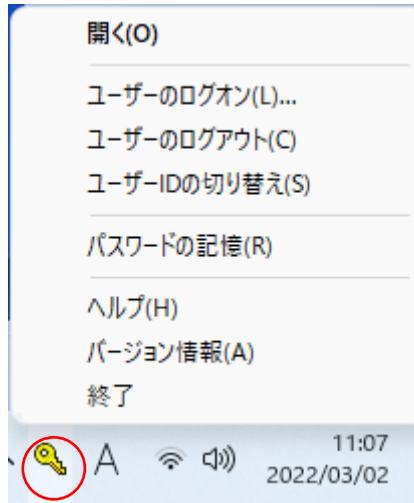 開く(O)
ユーザーのログオン(L)...
ユーザーのログアウト(C)
ユーザーIDの切り替え(S)
パスワードの記憶(R)
ヘルプ(H)
バージョン情報(A)
終了
A
11:07
2022/03/02